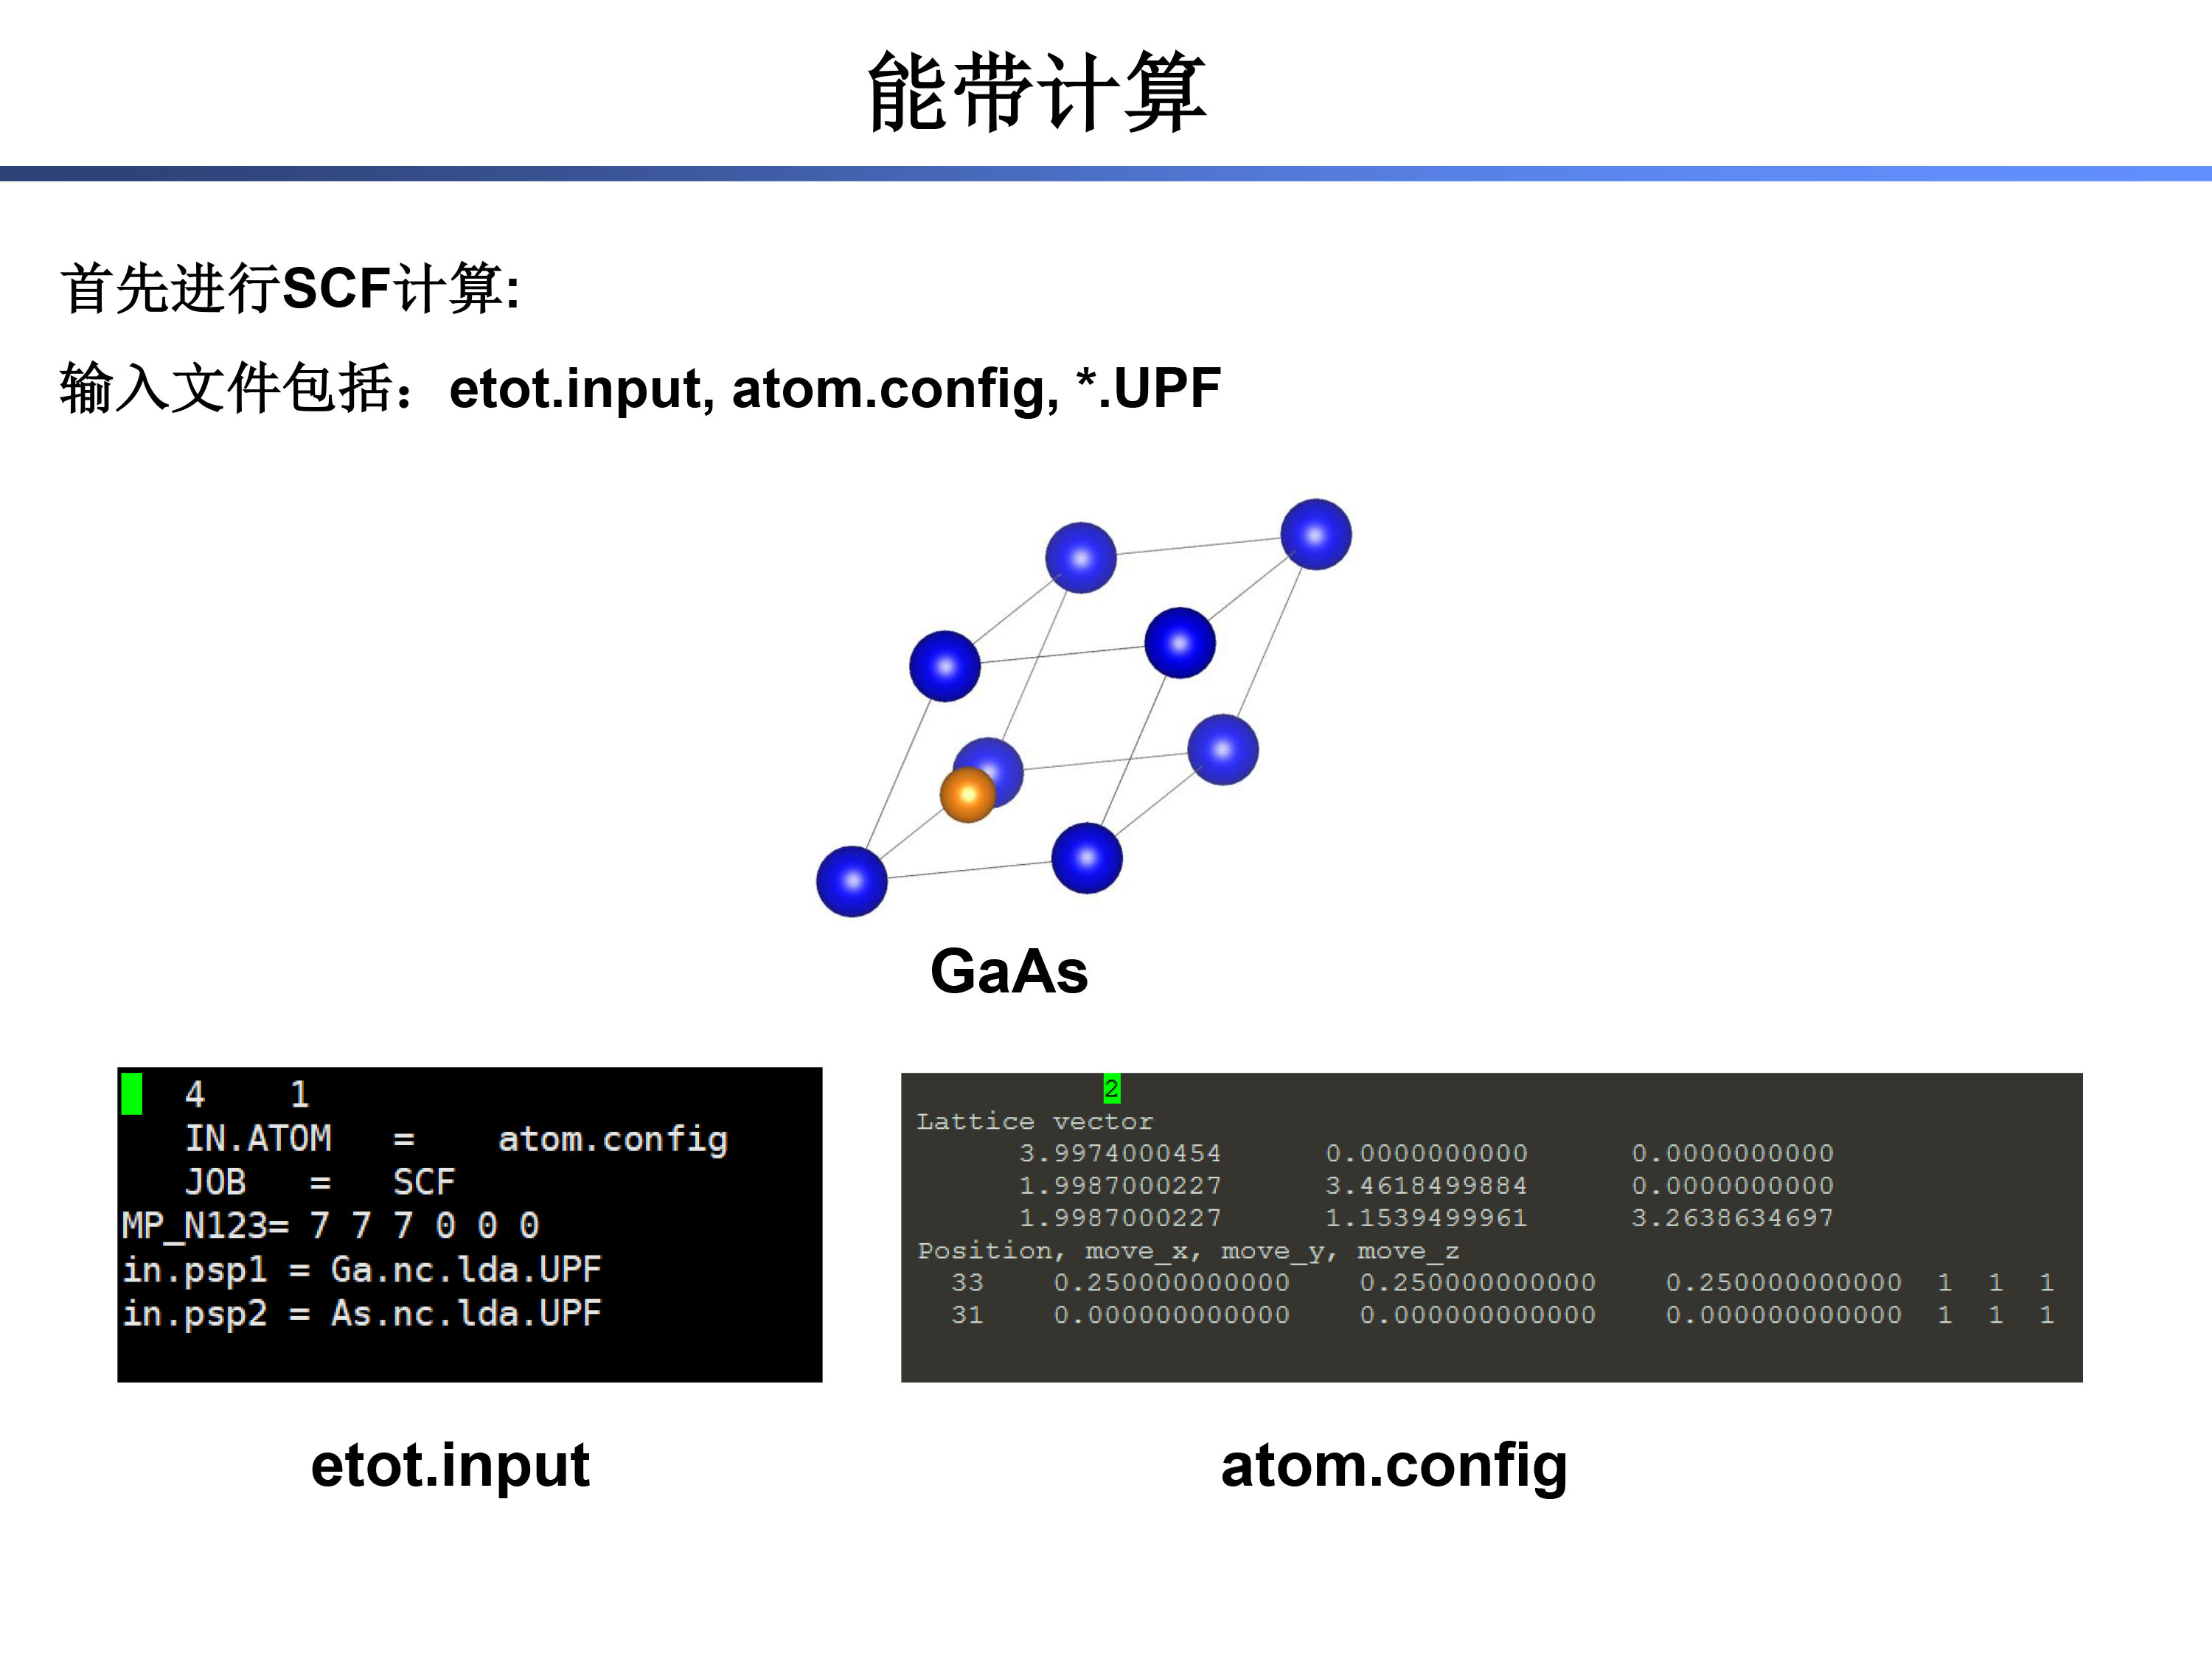 能带计算
首先进行SCF计算:
输入文件包括：etot.input, atom.config, *.UPF
GaAs
4 1
IN.ATOM = atom.config
JOB = SCF
MP_N123= 7 7 7 0 0 0
in.psp1 = Ga.nc.lda.UPF
in.psp2 = As.nc.lda.UPF
etot.input
2
Lattice vector
3.9974000454 0.0000000000 0.0000000000
1.9987000227 3.4618499884 0.0000000000
1.9987000227 1.1539499961 3.2638634697
Position, move_x, move_y, move_z
33 0.250000000000 0.250000000000 0.250000000000 1 1 1
31 0.000000000000 0.000000000000 0.000000000000 1 1 1
atom.config